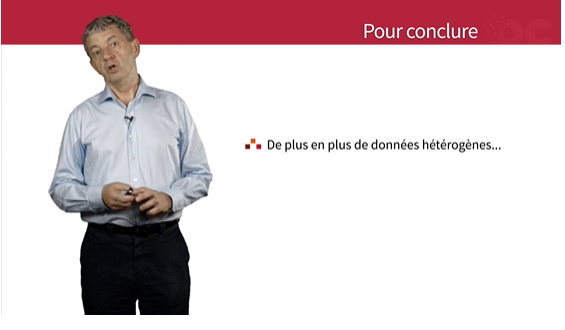 Pour conclure
De plus en plus de données hétérogènes...